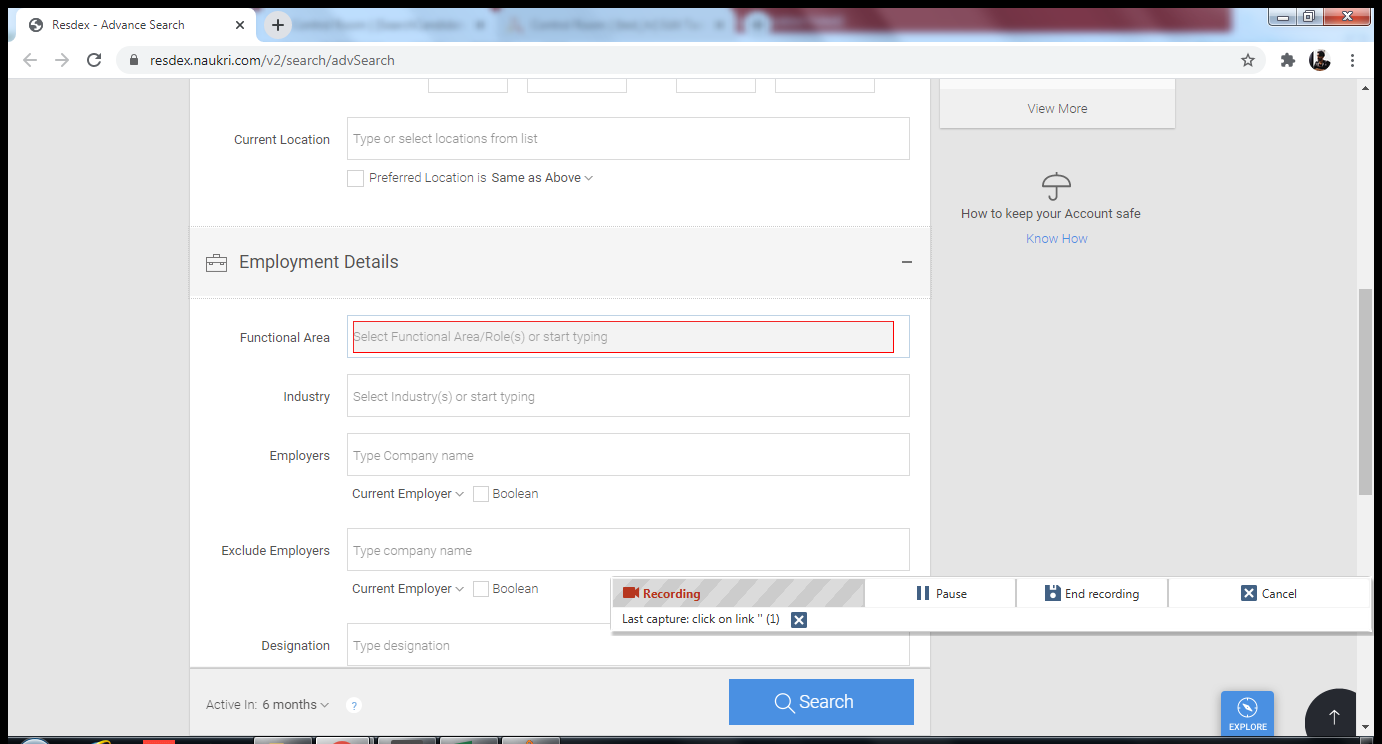 Resdex - Advance Search
resdex.naukri.com/v2/search/advSearch
View More
Current Location
Type or select locations from list
Preferred Location is Same as Above
How to keep your Account safe
Know How
Employment Details
Functional Area
Select Functional Area/Role(s) or start typing
Industry
Select Industry(s) or start typing
Employers
Type Company name
Current Employer
Boolean
Exclude Employers
Type company name
Current Employer
Boolean
Recording
Pause
End recording
Cancel
Last capture: click on link '' (1)
Designation
Type designation
Active In: 6 months
?
Search
EXPLORE